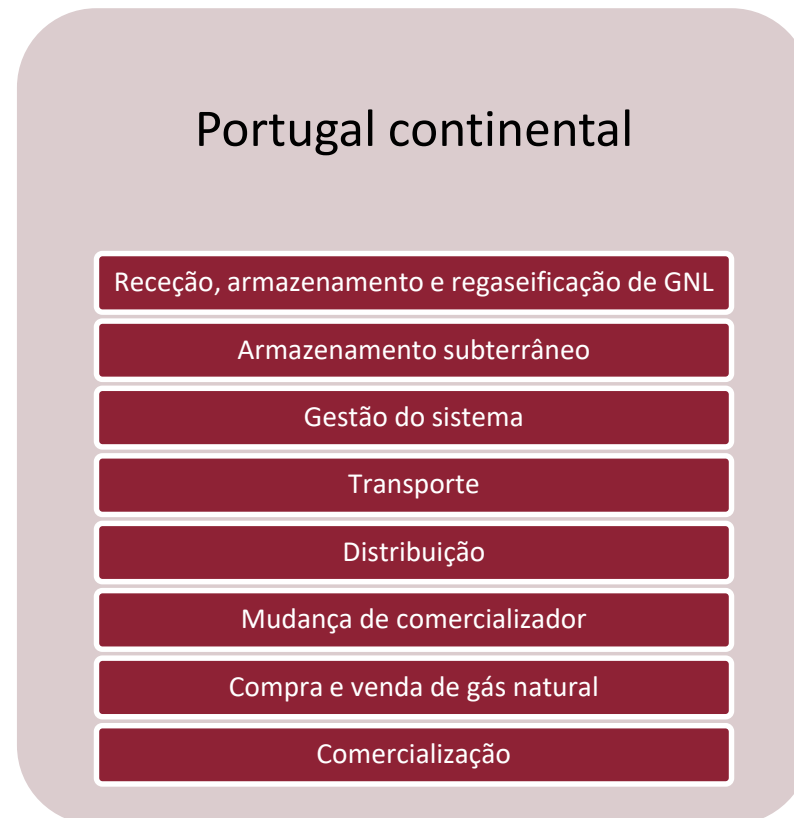 Portugal continental
Receção, armazenamento e regaseificação de GNL
Armazenamento subterrâneo
Gestão do sistema
Transporte
Distribuição
Mudança de comercializador
Compra e venda de gás natural
Comercialização